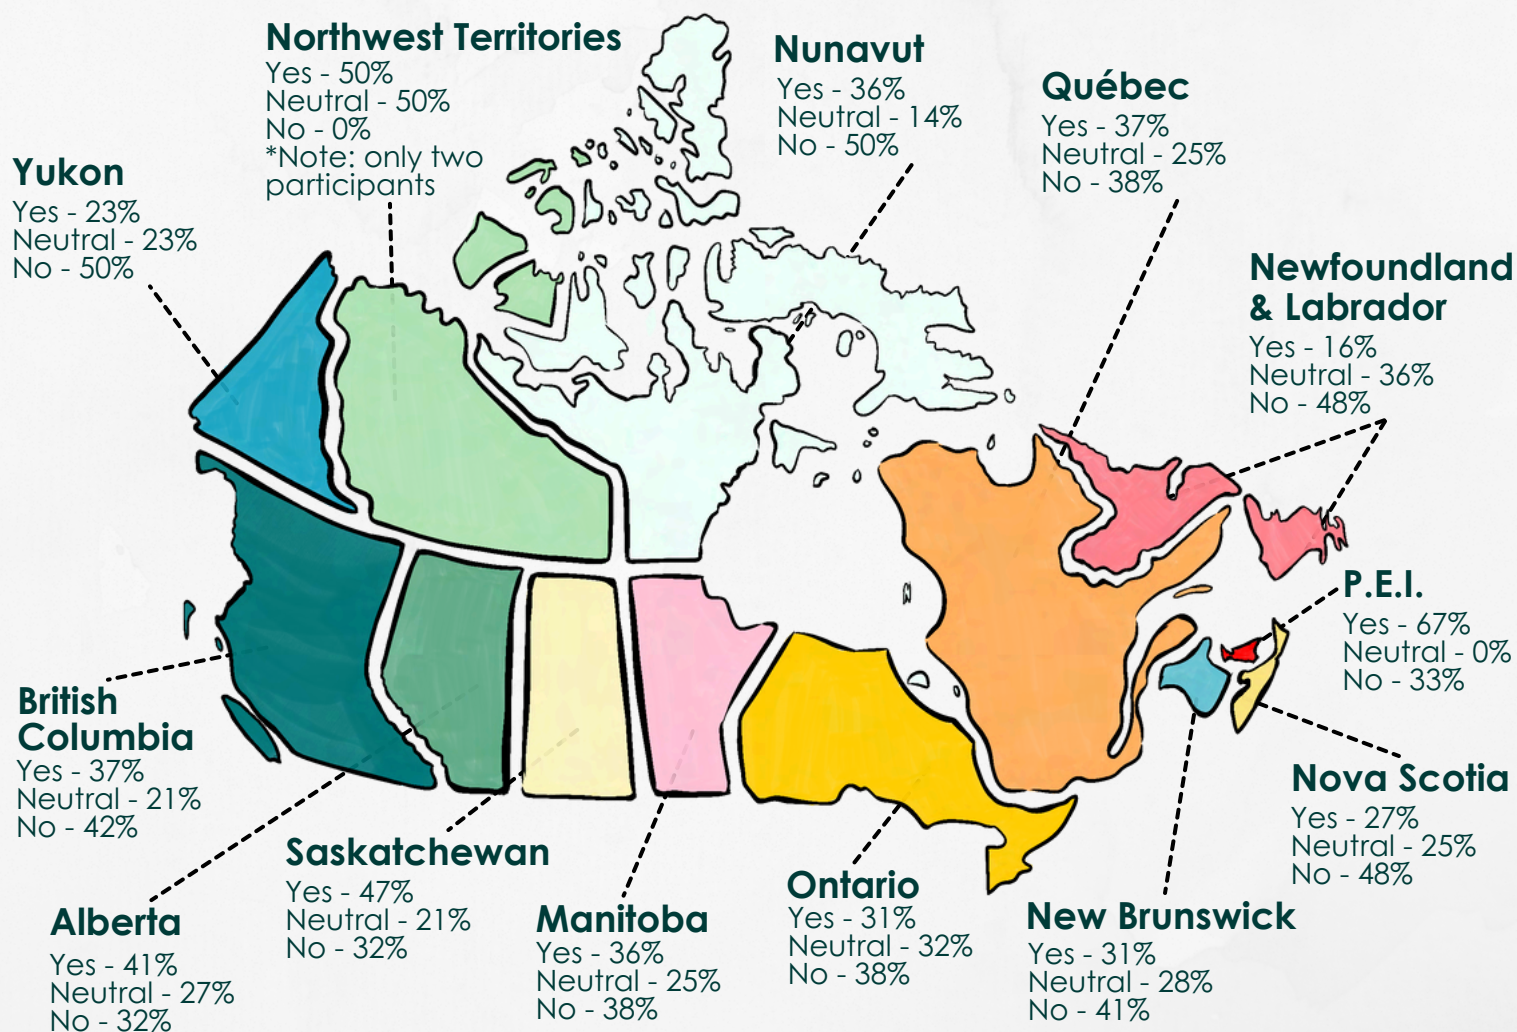 Northwest Territories
Yes - 50%
Neutral - 50%
No - 0%
*Note: only two
participants
Nunavut
Yes - 36%
Neutral - 14%
No - 50%
Québec
Yes - 37%
Neutral - 25%
No - 38%
Yukon
Yes - 23%
Neutral - 23%
No - 50%
Newfoundland
& Labrador
Yes - 16%
Neutral - 36%
No - 48%
P.E.I.
Yes - 67%
Neutral - 0%
No - 33%
British
Columbia
Yes - 37%
Neutral - 21%
No - 42%
Nova Scotia
Yes - 27%
Neutral - 25%
No - 48%
Saskatchewan
Yes - 47%
Neutral - 21%
No - 32%
Ontario
Yes - 31%
Neutral - 32%
No - 38%
Alberta
Yes - 41%
Neutral - 27%
No - 32%
Manitoba
Yes - 36%
Neutral - 25%
No - 38%
New Brunswick
Yes - 31%
Neutral - 28%
No - 41%